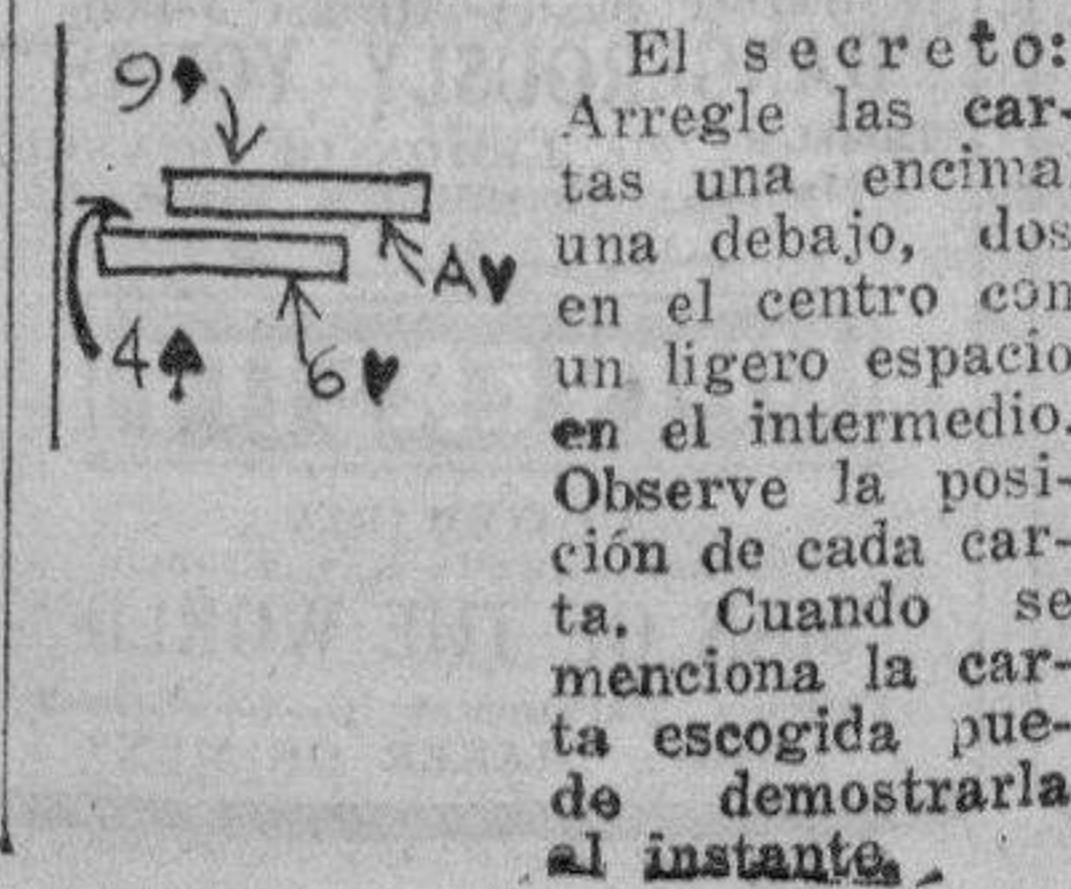 9♦
A♥
4♠
6♥
El secreto:
Arregle las car-
tas una encima
una debajo, dos
en el centro con
un ligero espacio
en el intermedio.
Observe la posi-
ción de cada car-
ta. Cuando se
menciona la car-
ta escogida pue-
de demostrarla
al instante.